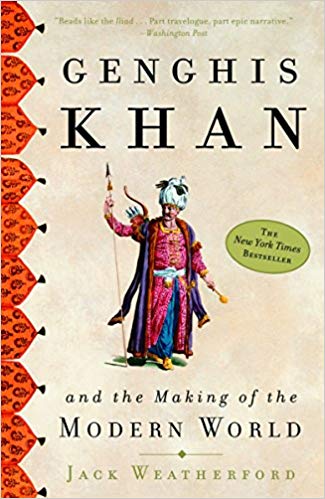 "Reads like the Iliad . . . Part travelogue, part epic narrative."
—Washington Post
GENGHIS
KHAN
THE
New York Times
BESTSELLER
and the Making of the
MODERN WORLD
JACK WEATHERFORD